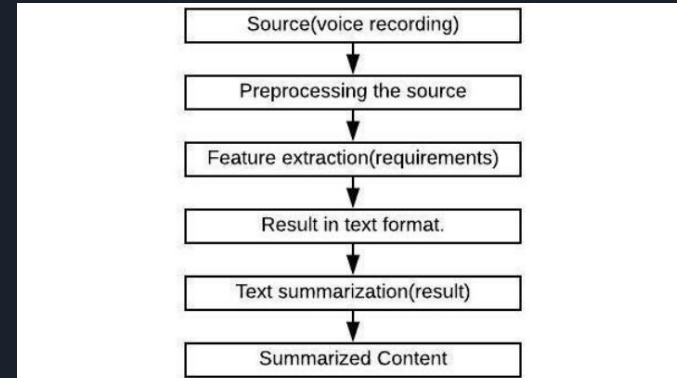 Source(voice recording)
Preprocessing the source
Feature extraction(requirements)
Result in text format.
Text summarization(result)
Summarized Content